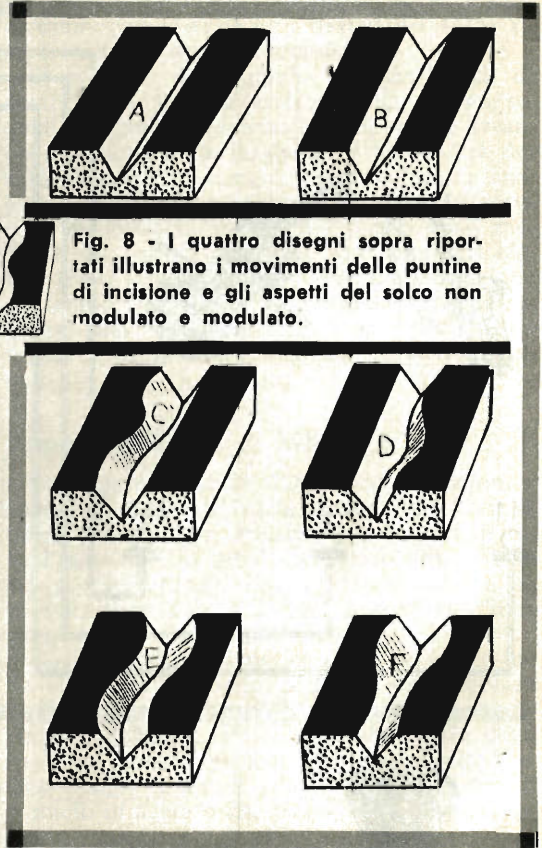 A
B
Fig. 8 - I quattro disegni sopra ripor-
tati illustrano i movimenti delle puntine
di incisione e gli aspetti del solco non
modulato e modulato.
C
D
E
F